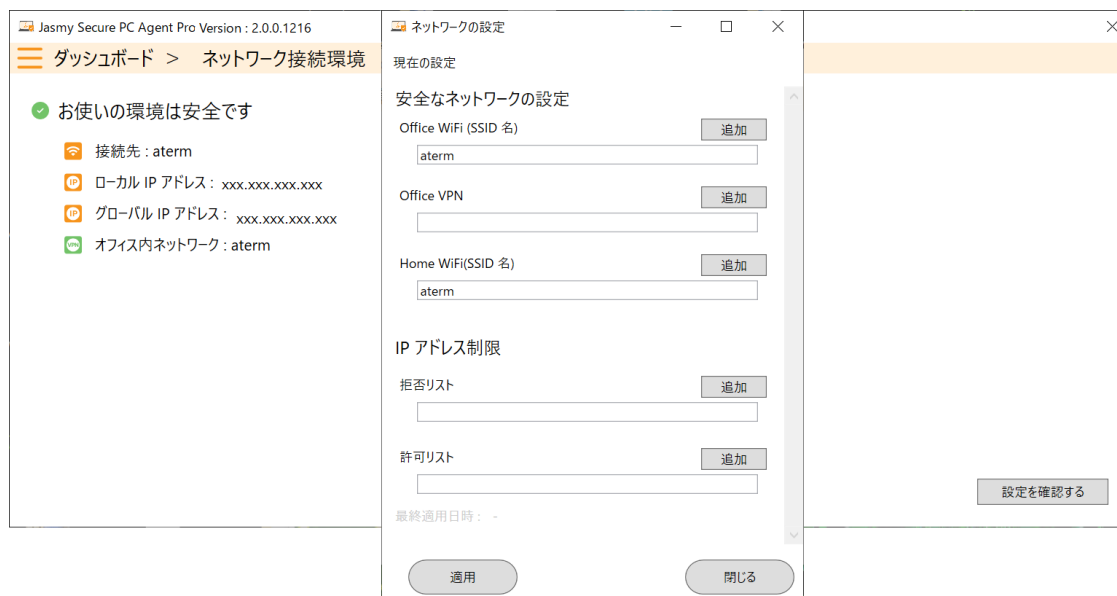 Jasmy Secure PC Agent Pro Version : 2.0.0.1216
ダッシュボード > ネットワーク接続環境
お使いの環境は安全です
接続先 : aterm
ローカル IP アドレス : xxx.xxx.xxx.xxx
グローバル IP アドレス : xxx.xxx.xxx.xxx
オフィス内ネットワーク : aterm
ネットワークの設定
現在の設定
安全なネットワークの設定
Office WiFi (SSID 名) 追加
aterm
Office VPN 追加
Home WiFi(SSID 名) 追加
aterm
IP アドレス制限
拒否リスト 追加
許可リスト 追加
最終適用日時 : -
適用 閉じる
設定を確認する